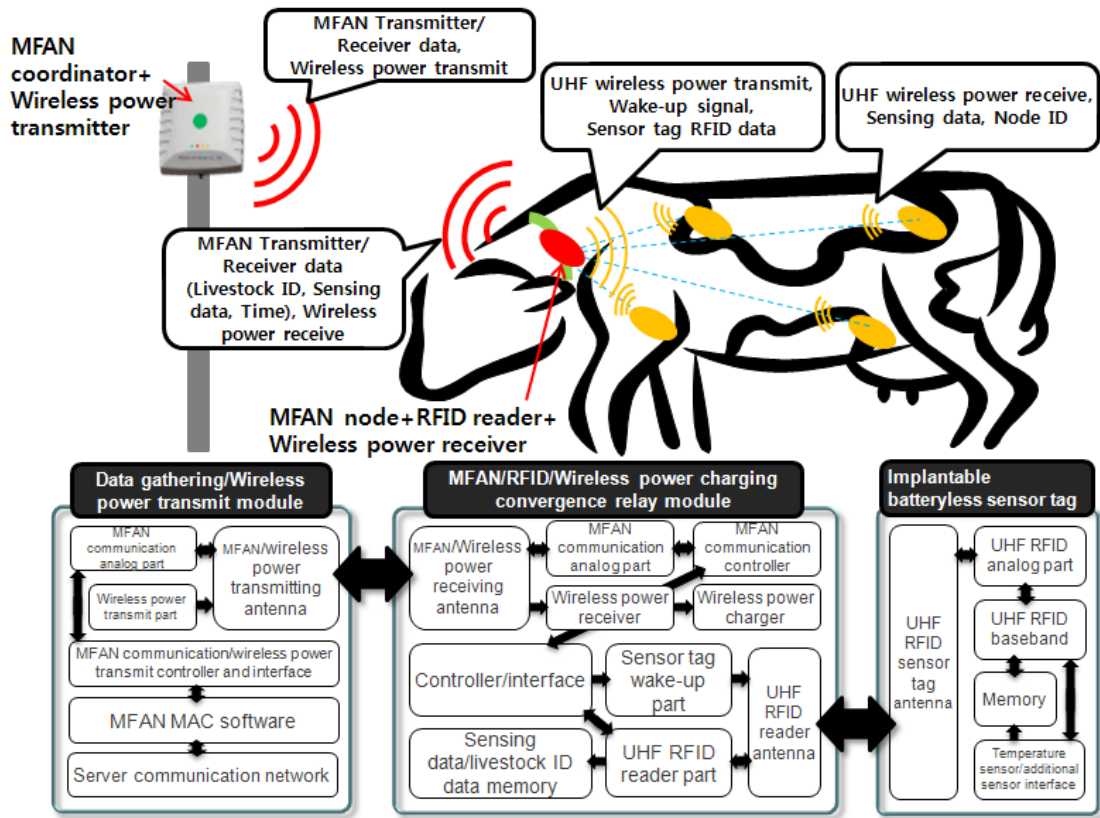 MFAN
coordinator+
Wireless power
transmitter
MFAN Transmitter/
Receiver data,
Wireless power transmit
UHF wireless power transmit,
Wake-up signal,
Sensor tag RFID data
UHF wireless power receive,
Sensing data, Node ID
MFAN Transmitter/
Receiver data
(Livestock ID, Sensing
data, Time), Wireless
power receive
MFAN node+RFID reader+
Wireless power receiver
Data gathering/Wireless
power transmit module
MFAN
communication
analog part
MFAN/wireless
power
transmitting
antenna
Wireless power
transmit part
MFAN communication/wireless power
transmit controller and interface
MFAN MAC software
Server communication network
MFAN/RFID/Wireless power charging
convergence relay module
MFAN/Wireless
power
receiving
antenna
MFAN
communication
analog part
MFAN
communication
controller
Wireless power
receiver
Wireless power
charger
Controller/interface
Sensor tag
wake-up
part
UHF
RFID
reader
antenna
Sensing
data/livestock ID
data memory
UHF RFID
reader part
Implantable
batteryless sensor tag
UHF
RFID
sensor
tag
antenna
UHF RFID
analog part
UHF RFID
baseband
Memory
Temperature
sensor/additional
sensor interface